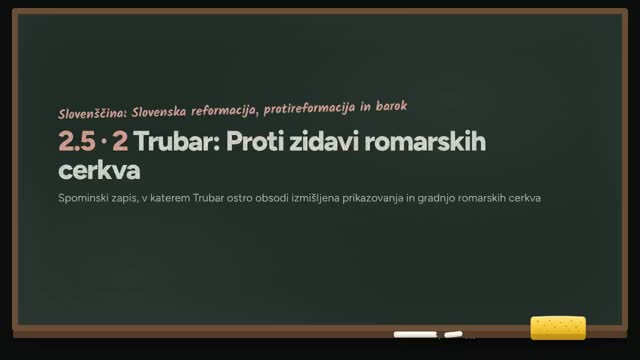 Slovenščina: Slovenska reformacija, protireformacija in barok
2.5 · 2 Trubar: Proti zidavi romarskih
cerkva
Spominski zapis, v katerem Trubar ostro obsodi izmišljena prikazovanja in gradnjo romarskih cerkva